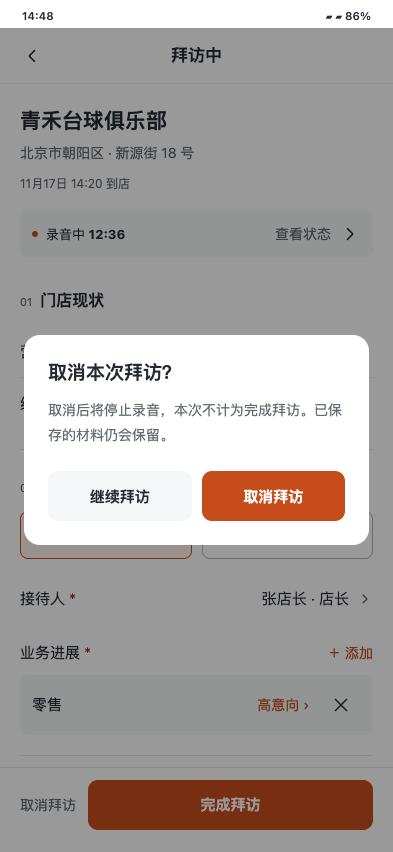 14:48
86%
拜访中
青禾台球俱乐部
北京市朝阳区 · 新源街 18 号
11月17日 14:20 到店
录音中 12:36
查看状态
01 门店现状
取消本次拜访?
取消后将停止录音，本次不计为完成拜访。已保
存的材料仍会保留。
继续拜访
取消拜访
接待人 *
张店长 · 店长
业务进展 *
+ 添加
零售
高意向 ›
取消拜访
完成拜访